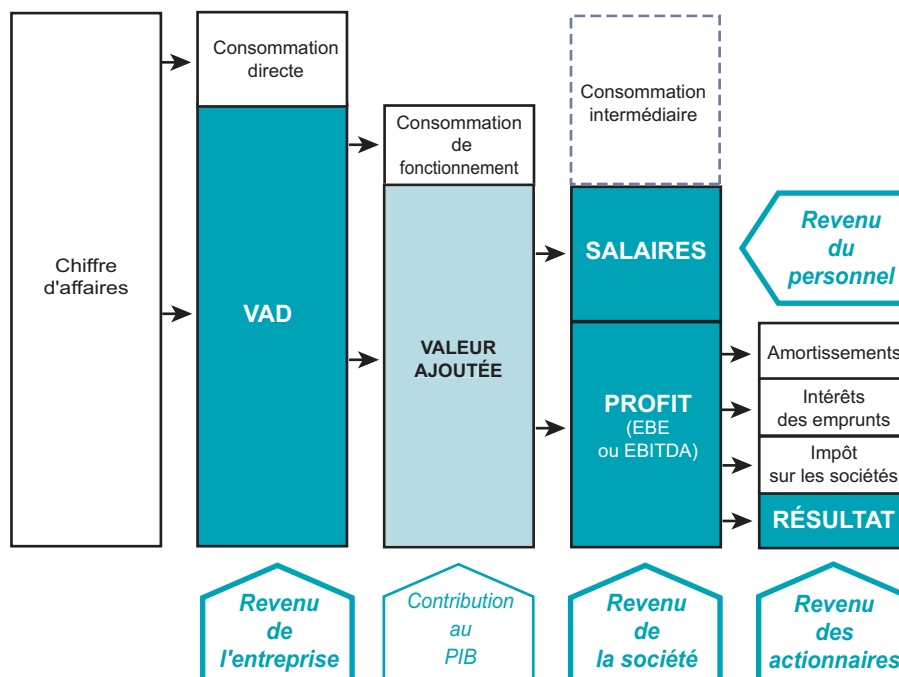 Chiffre
d'affaires
Consommation
directe
VAD
Consommation
de
fonctionnement
VALEUR
AJOUTÉE
Consommation
intermédiaire
SALAIRES
PROFIT
(EBE
ou EBITDA)
Revenu
du
personnel
Amortissements
Intérêts
des emprunts
Impôt
sur les sociétés
RÉSULTAT
Revenu
de
l'entreprise
Contribution
au
PIB
Revenu
de
la société
Revenu
des
actionnaires